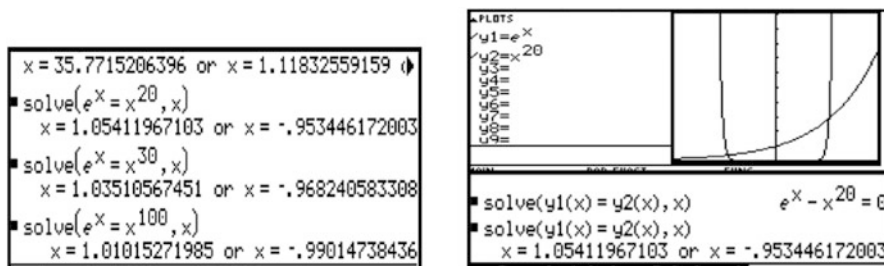 x = 35.7715206396 or x = 1.11832559159
solve(e^x = x^20, x)
x = 1.05411967103 or x = -.953446172003
solve(e^x = x^30, x)
x = 1.03510567451 or x = -.968240583308
solve(e^x = x^100, x)
x = 1.01015271985 or x = -.99014738436
PLOTS
y1=e^x
y2=x^20
y3=
y4=
y5=
y6=
y7=
y8=
y9=
solve(y1(x) = y2(x), x) e^x - x^20 = 0
solve(y1(x) = y2(x), x)
x = 1.05411967103 or x = -.953446172003